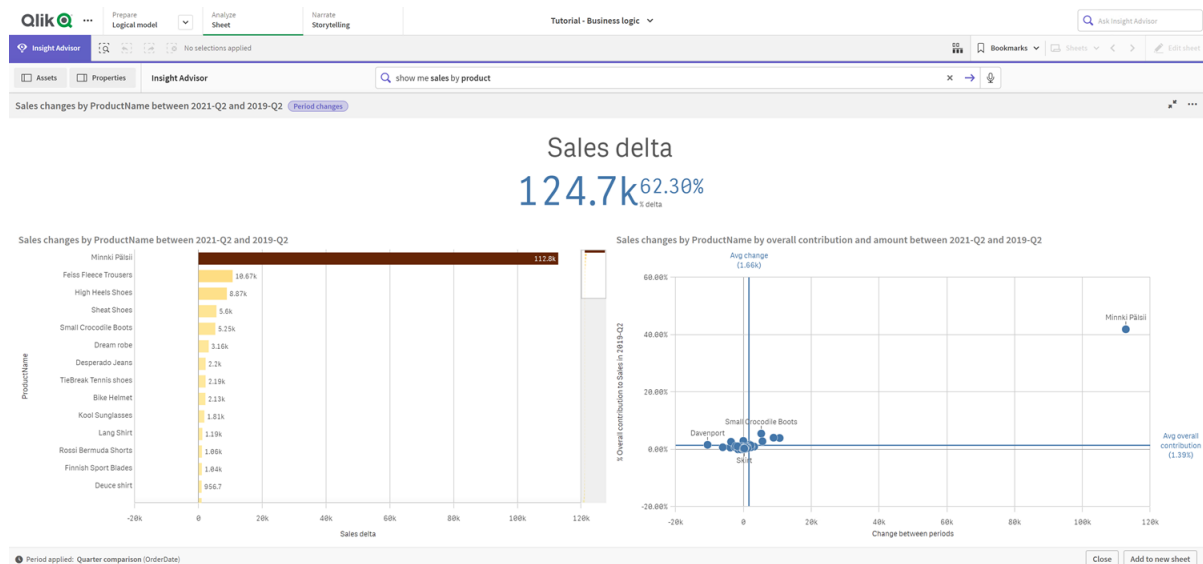 Qlik
Prepare
Logical model
Analyze
Sheet
Narrate
Storytelling
Tutorial - Business logic
Ask Insight Advisor
Insight Advisor
No selections applied
Bookmarks
Sheets
Edit sheet
Assets
Properties
Insight Advisor
show me sales by product
Sales changes by ProductName between 2021-Q2 and 2019-Q2
Period changes
Sales delta
124.7k
62.30%
% delta
Sales changes by ProductName between 2021-Q2 and 2019-Q2
ProductName
Minnki Pälsii 112.8k
Feiss Fleece Trousers 10.67k
High Heels Shoes 8.87k
Sheat Shoes 5.6k
Small Crocodile Boots 5.25k
Dream robe 3.16k
Desperado Jeans 2.2k
TieBreak Tennis shoes 2.19k
Bike Helmet 2.13k
Kool Sunglasses 1.81k
Lang Shirt 1.19k
Rossi Bermuda Shorts 1.06k
Finnish Sport Blades 1.04k
Deuce shirt 956.7
-20k 0 20k 40k 60k 80k 100k 120k
Sales delta
Sales changes by ProductName by overall contribution and amount between 2021-Q2 and 2019-Q2
Avg change
(1.66k)
% Overall contribution to Sales in 2019-Q2
60.00%
Minnki Pälsii
40.00%
20.00%
Small Crocodile Boots
Davenport
Avg overall
contribution
(1.39%)
0.00%
Skirt
-20.00%
-20k 0 20k 40k 60k 80k 100k 120k
Change between periods
Period applied: Quarter comparison (OrderDate)
Close
Add to new sheet